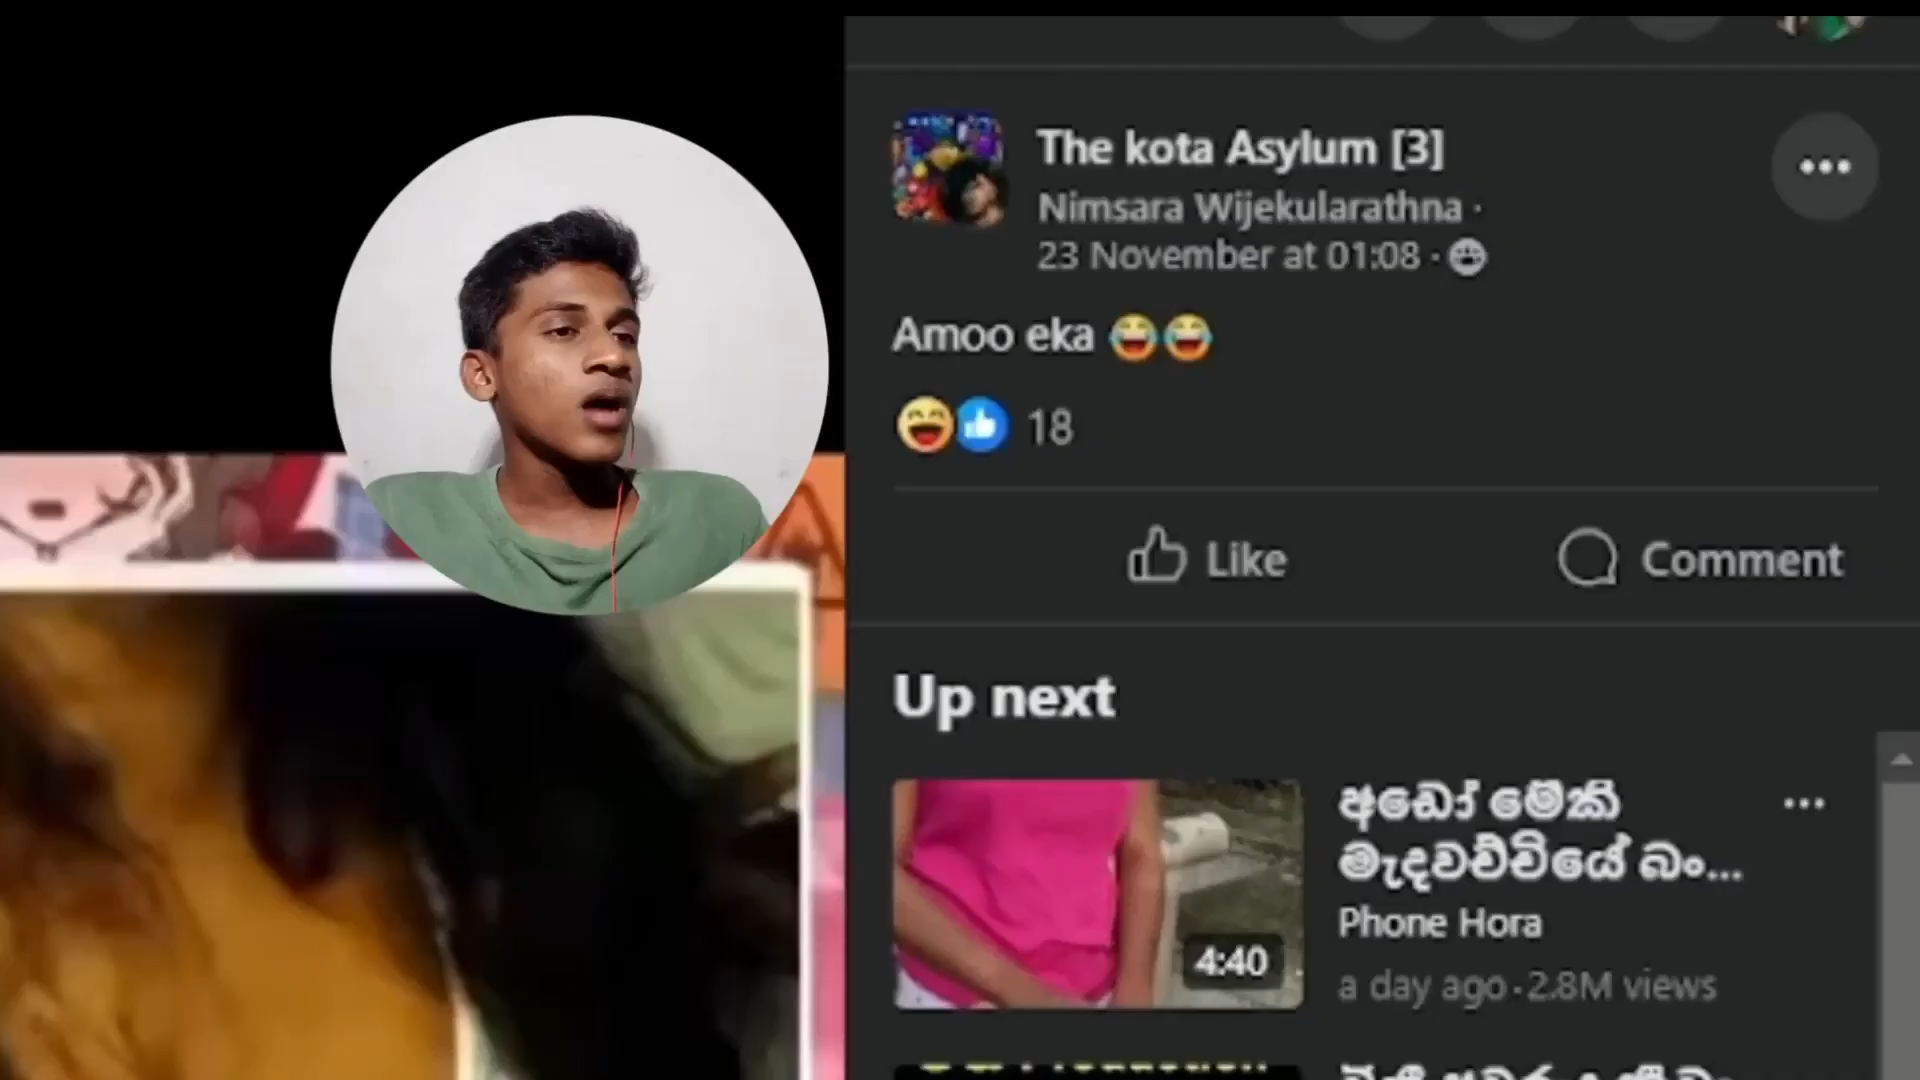 The kota Asylum [3]
Nimsara Wijekularathna ·
23 November at 01:08 ·
Amoo eka 😂😂
18
Like
Comment
Up next
අඩෝ මේකි
මැදවච්චියේ බං...
Phone Hora
a day ago · 2.8M views
4:40